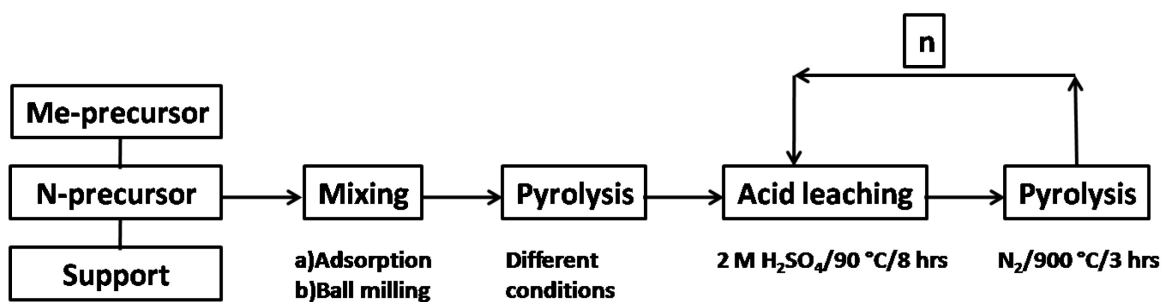 n
Me-precursor
N-precursor
Support
Mixing
a)Adsorption
b)Ball milling
Pyrolysis
Different
conditions
Acid leaching
2 M H₂SO₄/90 °C/8 hrs
Pyrolysis
N₂/900 °C/3 hrs